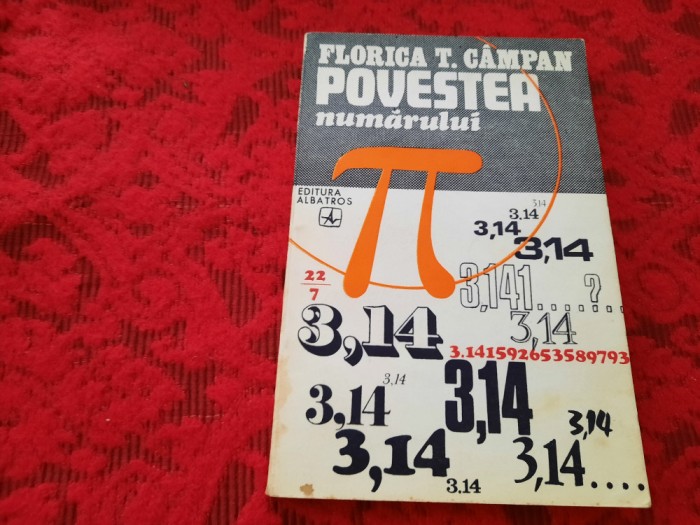 FLORICA T. CÂMPAN
POVESTEA
numărului
π
EDITURA
ALBATROS
3,14
3,14
3,14
3,14
22
7
3,141....?...
3,14
3,14
3.14159265358979 3
3,14
3,14
3,14
3,14
3,14
3,14....
3.14